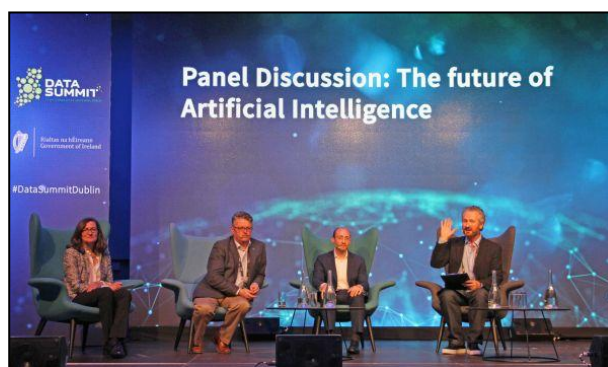 DATA
SUMMIT
Panel Discussion: The future of
Artificial Intelligence
Rialtas na hÉireann
Government of Ireland
#DataSummitDublin